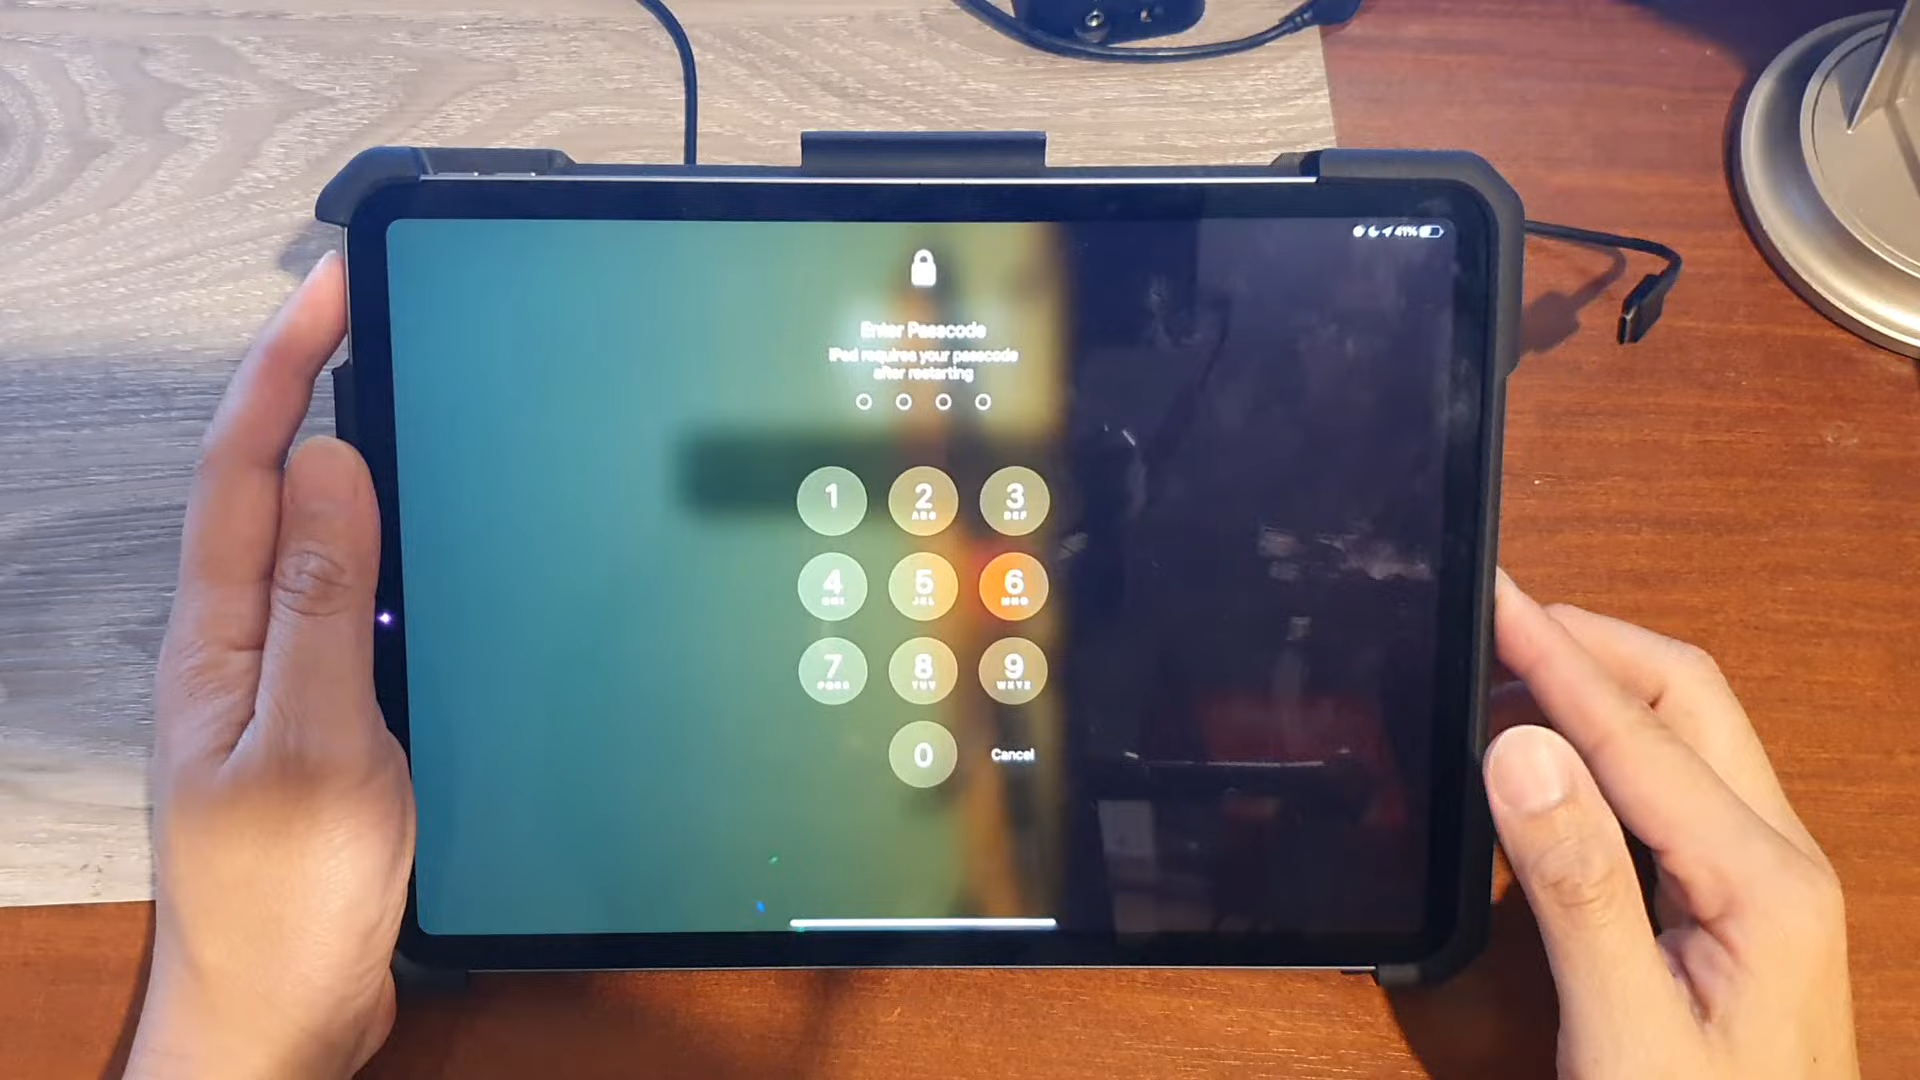 41%
Enter Passcode
iPad requires your passcode
after restarting
1
2
ABC
3
DEF
4
GHI
5
JKL
6
MNO
7
PQRS
8
TUV
9
WXYZ
0
Cancel